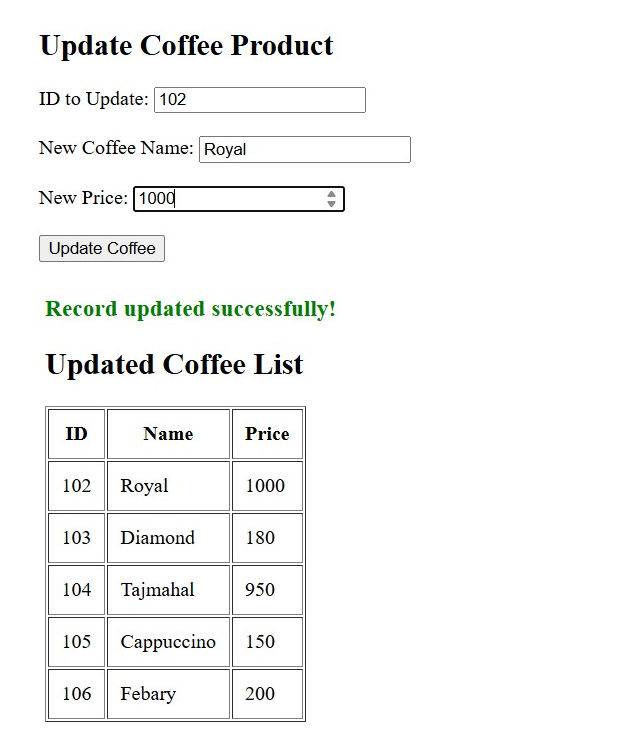 Update Coffee Product
ID to Update: 102
New Coffee Name: Royal
New Price: 1000
Update Coffee
Record updated successfully!
Updated Coffee List
ID Name Price
102 Royal 1000
103 Diamond 180
104 Tajmahal 950
105 Cappuccino 150
106 Febary 200